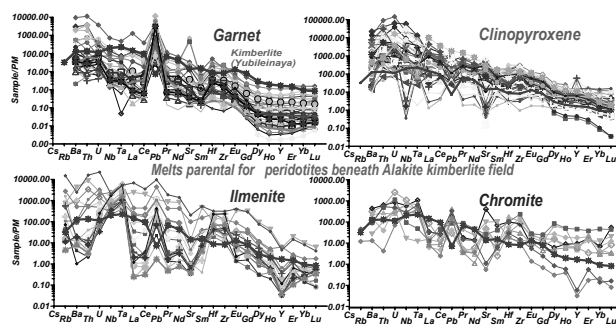 10000.00
1000.00
100.00
10.00
1.00
0.10
0.01
0.00
Sample/PM
Garnet
Kimberlite
(Yubileinaya)
Cs Rb Ba Th U Nb Ta La Ce Pb Pr Nd Sr Sm Hf Zr Eu Gd Dy Ho Y Er Yb Lu
100000.00
10000.00
1000.00
100.00
10.00
1.00
0.10
0.01
Clinopyroxene
Cs Rb Ba Th U Nb Ta La Ce Pb Pr Nd Sr Sm Hf Zr Eu Gd Dy Ho Y Er Yb Lu
Melts parental for peridotites beneath Alakite kimberlite field
10000.00
1000.00
100.00
10.00
1.00
0.10
0.01
Sample/PM
Ilmenite
Cs Rb Ba Th U Nb Ta La Ce Pb Pr Nd Sr Sm Hf Zr Eu Gd Dy Ho Y Er Yb Lu
10000.00
1000.00
100.00
10.00
1.00
0.10
0.01
Chromite
Cs Rb Ba Th U Nb Ta La Ce Pb Pr Nd Sr Sm Hf Zr Eu Gd Dy Ho Y Er Yb Lu